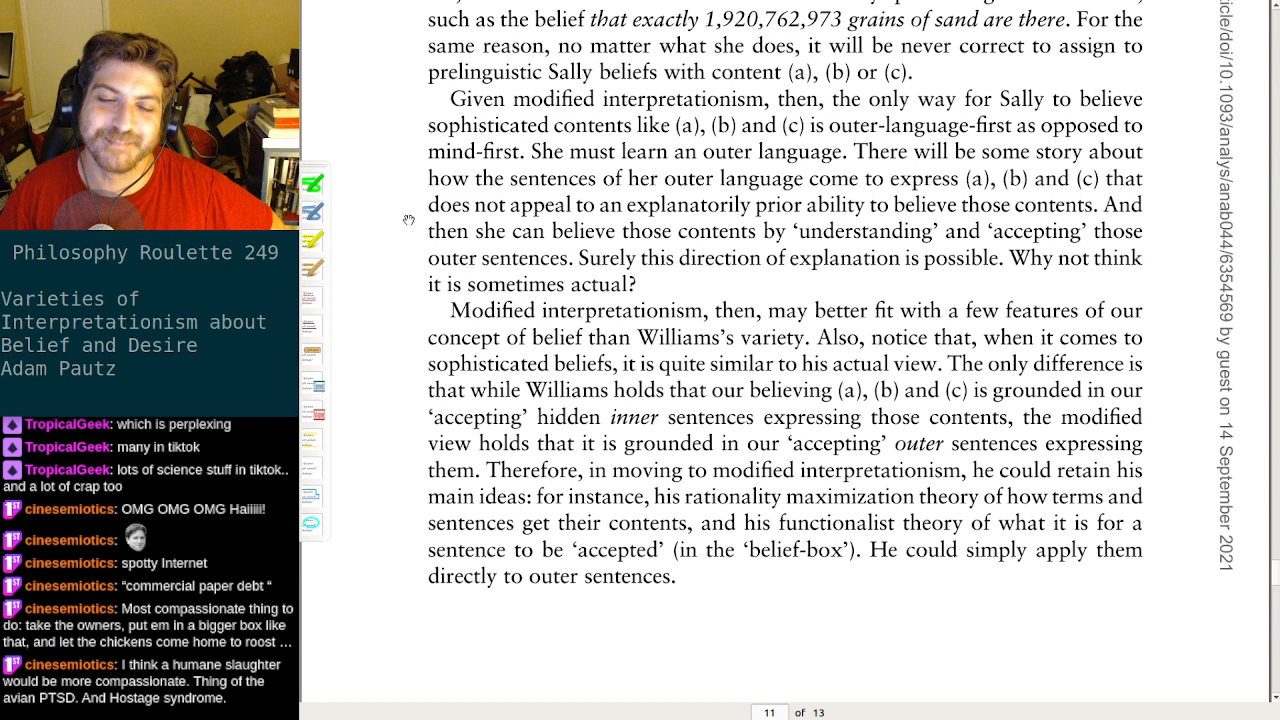 such as the belief that exactly 1,920,762,973 grains of sand are there. For the
same reason, no matter what she does, it will be never correct to assign to
prelinguistic Sally beliefs with content (a), (b) or (c).
Given modified interpretationism, then, the only way for Sally to believe
sophisticated contents like (a), (b) and (c) is outer-language-first as opposed to
mind-first. She must learn an outer language. There will be some story about
how the sentences of her outer language come to express (a), (b) and (c) that
does not appeal to an explanatorily prior ability to believe those contents. And
then she can believe those contents by ‘understanding’ and ‘accepting’ those
outer sentences. Surely this direction of explanation is possible. Why not think
it is sometimes actual?
Modified interpretationism, then, may better fit with a few features of our
concept of belief than Williams’ variety. Also, note that, when it comes to
sophisticated beliefs, it is quite similar to his actual view. The only difference is
that while Williams holds that Sally’s believing (a), (b) and (c) is grounded in her
‘accepting’ hidden inner sentences expressing those contents, the modified
view holds that it is grounded in our ‘accepting’ outer sentences expressing
them. Therefore, in moving to modified interpretationism, he could retain his
main ideas: for instance, his rationality maximization theory of how terms and
sentences get their contents, and his functionalist theory of what it is for a
sentence to be ‘accepted’ (in the ‘belief-box’). He could simply apply them
directly to outer sentences.
rticle/doi/10.1093/analys/anab044/6354569 by guest on 14 September 2021
Philosophy Roulette 249
Varieties of
Interpretationism about
Belief and Desire
Adam Pautz
TropicalGeek: which is perplexing
TropicalGeek: many in tiktok
TropicalGeek: lots of science stuff in tiktok..
and a lot of crap too
1ST cinesemiotics: OMG OMG OMG Haiiiii!
1ST cinesemiotics:
1ST cinesemiotics: spotty Internet
1ST cinesemiotics: “commercial paper debt “
1ST cinesemiotics: Most compassionate thing to
do: take the owners, put em in a bigger box like
that, and let the chickens come home to roost …
1ST cinesemiotics: I think a humane slaughter
would be more compassionate. Thing of the
avian PTSD. And Hostage syndrome.
11 of 13